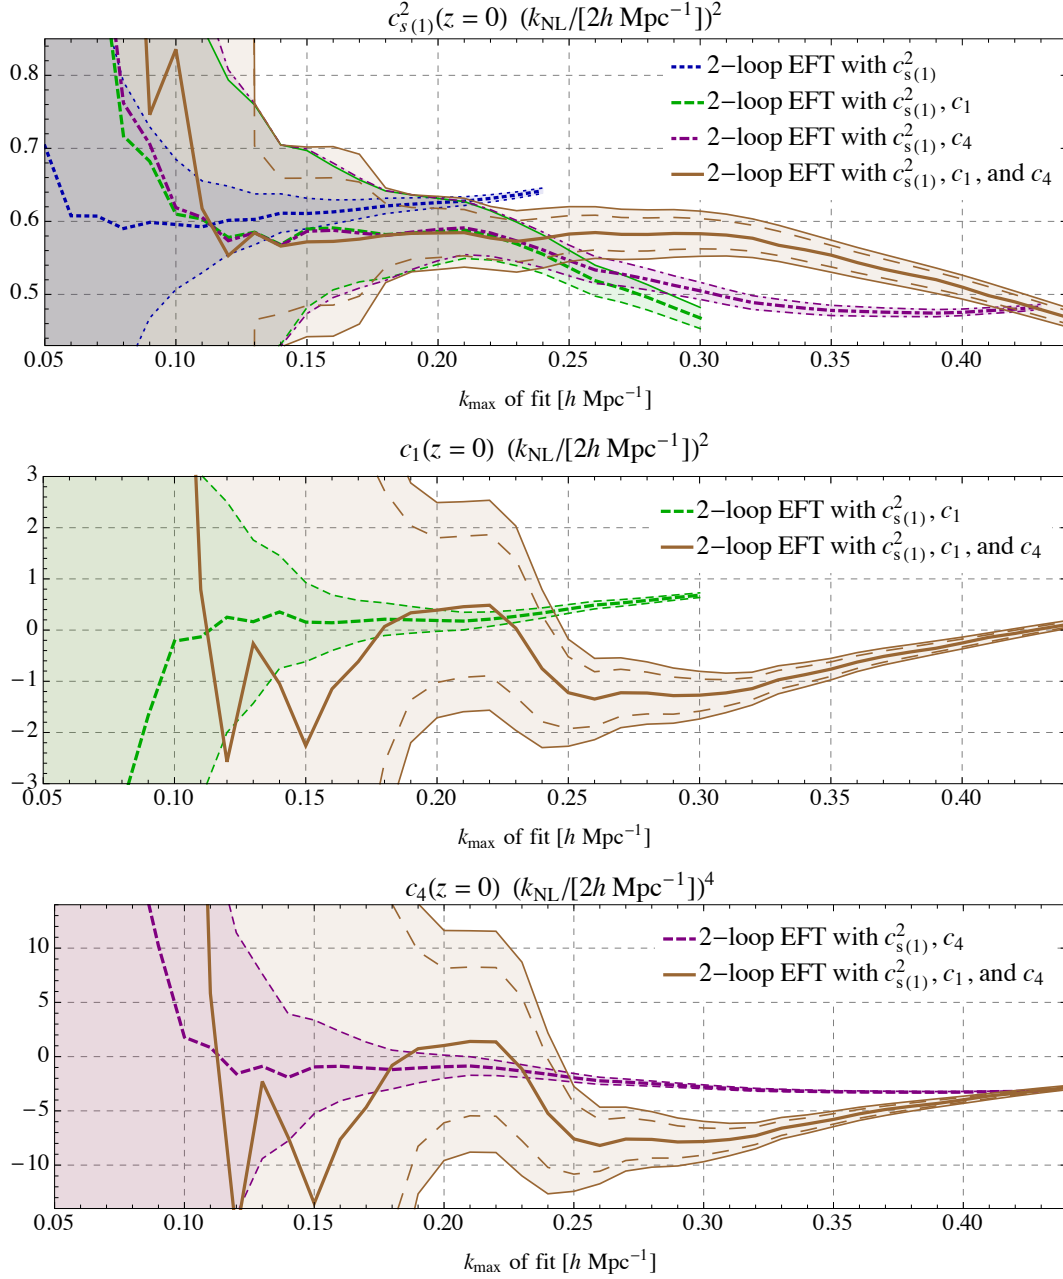 c²ₛ₍₁₎(z = 0) (k_NL/[2h Mpc⁻¹])²
2−loop EFT with c²ₛ₍₁₎
2−loop EFT with c²ₛ₍₁₎, c₁
2−loop EFT with c²ₛ₍₁₎, c₄
2−loop EFT with c²ₛ₍₁₎, c₁, and c₄
0.8
0.7
0.6
0.5
0.05 0.10 0.15 0.20 0.25 0.30 0.35 0.40
k_max of fit [h Mpc⁻¹]
c₁(z = 0) (k_NL/[2h Mpc⁻¹])²
2−loop EFT with c²ₛ₍₁₎, c₁
2−loop EFT with c²ₛ₍₁₎, c₁, and c₄
3
2
1
0
−1
−2
−3
0.05 0.10 0.15 0.20 0.25 0.30 0.35 0.40
k_max of fit [h Mpc⁻¹]
c₄(z = 0) (k_NL/[2h Mpc⁻¹])⁴
2−loop EFT with c²ₛ₍₁₎, c₄
2−loop EFT with c²ₛ₍₁₎, c₁, and c₄
10
5
0
−5
−10
0.05 0.10 0.15 0.20 0.25 0.30 0.35 0.40
k_max of fit [h Mpc⁻¹]